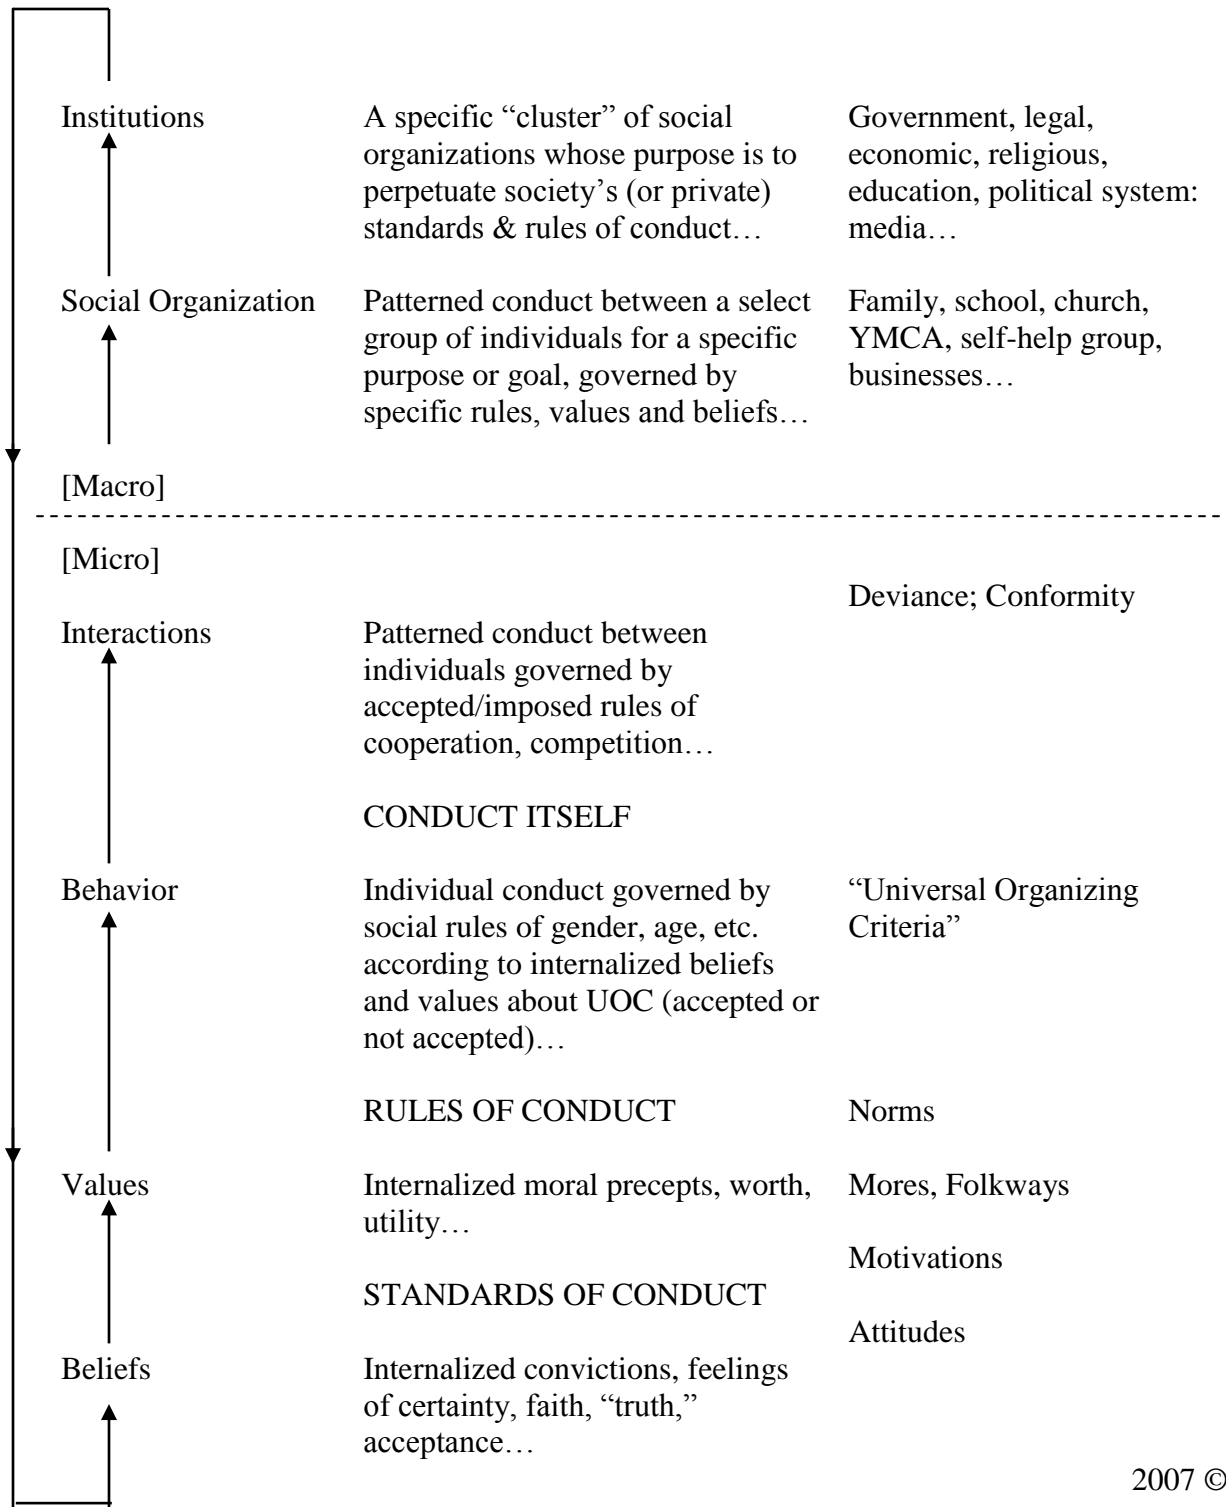 Institutions
A specific “cluster” of social
organizations whose purpose is to
perpetuate society’s (or private)
standards & rules of conduct…
Government, legal,
economic, religious,
education, political system:
media…
Social Organization
Patterned conduct between a select
group of individuals for a specific
purpose or goal, governed by
specific rules, values and beliefs…
Family, school, church,
YMCA, self-help group,
businesses…
[Macro]
[Micro]
Deviance; Conformity
Interactions
Patterned conduct between
individuals governed by
accepted/imposed rules of
cooperation, competition…
CONDUCT ITSELF
Behavior
Individual conduct governed by
social rules of gender, age, etc.
according to internalized beliefs
and values about UOC (accepted or
not accepted)…
“Universal Organizing
Criteria”
RULES OF CONDUCT
Norms
Values
Internalized moral precepts, worth,
utility…
Mores, Folkways
Motivations
STANDARDS OF CONDUCT
Attitudes
Beliefs
Internalized convictions, feelings
of certainty, faith, “truth,”
acceptance…
2007 ©